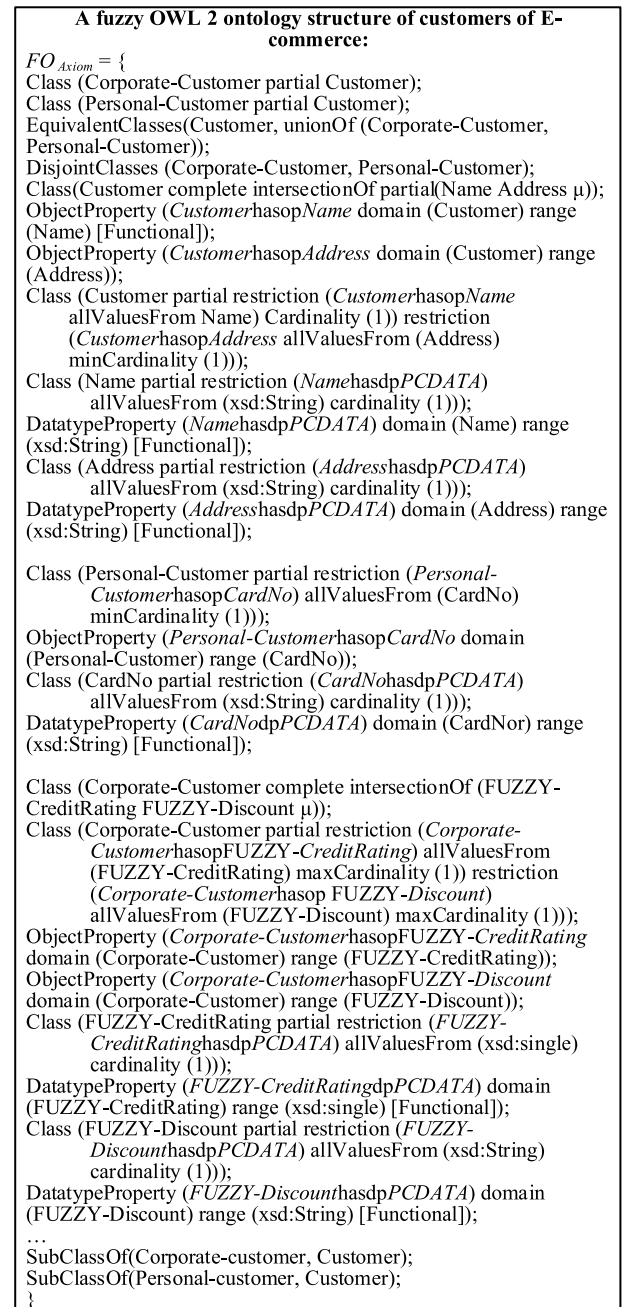 A fuzzy OWL 2 ontology structure of customers of E-
commerce:
FO Axiom = {
Class (Corporate-Customer partial Customer);
Class (Personal-Customer partial Customer);
EquivalentClasses(Customer, unionOf (Corporate-Customer,
Personal-Customer));
DisjointClasses (Corporate-Customer, Personal-Customer);
Class(Customer complete intersectionOf partial(Name Address μ));
ObjectProperty (CustomerhasopName domain (Customer) range
(Name) [Functional]);
ObjectProperty (CustomerhasopAddress domain (Customer) range
(Address));
Class (Customer partial restriction (CustomerhasopName
allValuesFrom Name) Cardinality (1)) restriction
(CustomerhasopAddress allValuesFrom (Address)
minCardinality (1)));
Class (Name partial restriction (NamehasdpPCDATA)
allValuesFrom (xsd:String) cardinality (1)));
DatatypeProperty (NamehasdpPCDATA) domain (Name) range
(xsd:String) [Functional]);
Class (Address partial restriction (AddresshasdpPCDATA)
allValuesFrom (xsd:String) cardinality (1)));
DatatypeProperty (AddresshasdpPCDATA) domain (Address) range
(xsd:String) [Functional]);
Class (Personal-Customer partial restriction (Personal-
CustomerhasopCardNo) allValuesFrom (CardNo)
minCardinality (1)));
ObjectProperty (Personal-CustomerhasopCardNo domain
(Personal-Customer) range (CardNo));
Class (CardNo partial restriction (CardNohasdpPCDATA)
allValuesFrom (xsd:String) cardinality (1)));
DatatypeProperty (CardNodpPCDATA) domain (CardNor) range
(xsd:String) [Functional]);
Class (Corporate-Customer complete intersectionOf (FUZZY-
CreditRating FUZZY-Discount μ));
Class (Corporate-Customer partial restriction (Corporate-
CustomerhasopFUZZY-CreditRating) allValuesFrom
(FUZZY-CreditRating) maxCardinality (1)) restriction
(Corporate-Customerhasop FUZZY-Discount)
allValuesFrom (FUZZY-Discount) maxCardinality (1)));
ObjectProperty (Corporate-CustomerhasopFUZZY-CreditRating
domain (Corporate-Customer) range (FUZZY-CreditRating));
ObjectProperty (Corporate-CustomerhasopFUZZY-Discount
domain (Corporate-Customer) range (FUZZY-Discount));
Class (FUZZY-CreditRating partial restriction (FUZZY-
CreditRatinghasdpPCDATA) allValuesFrom (xsd:single)
cardinality (1)));
DatatypeProperty (FUZZY-CreditRatingdpPCDATA) domain
(FUZZY-CreditRating) range (xsd:single) [Functional]);
Class (FUZZY-Discount partial restriction (FUZZY-
DiscounthasdpPCDATA) allValuesFrom (xsd:String)
cardinality (1)));
DatatypeProperty (FUZZY-DiscounthasdpPCDATA) domain
(FUZZY-Discount) range (xsd:String) [Functional]);
…
SubClassOf(Corporate-customer, Customer);
SubClassOf(Personal-customer, Customer);
}